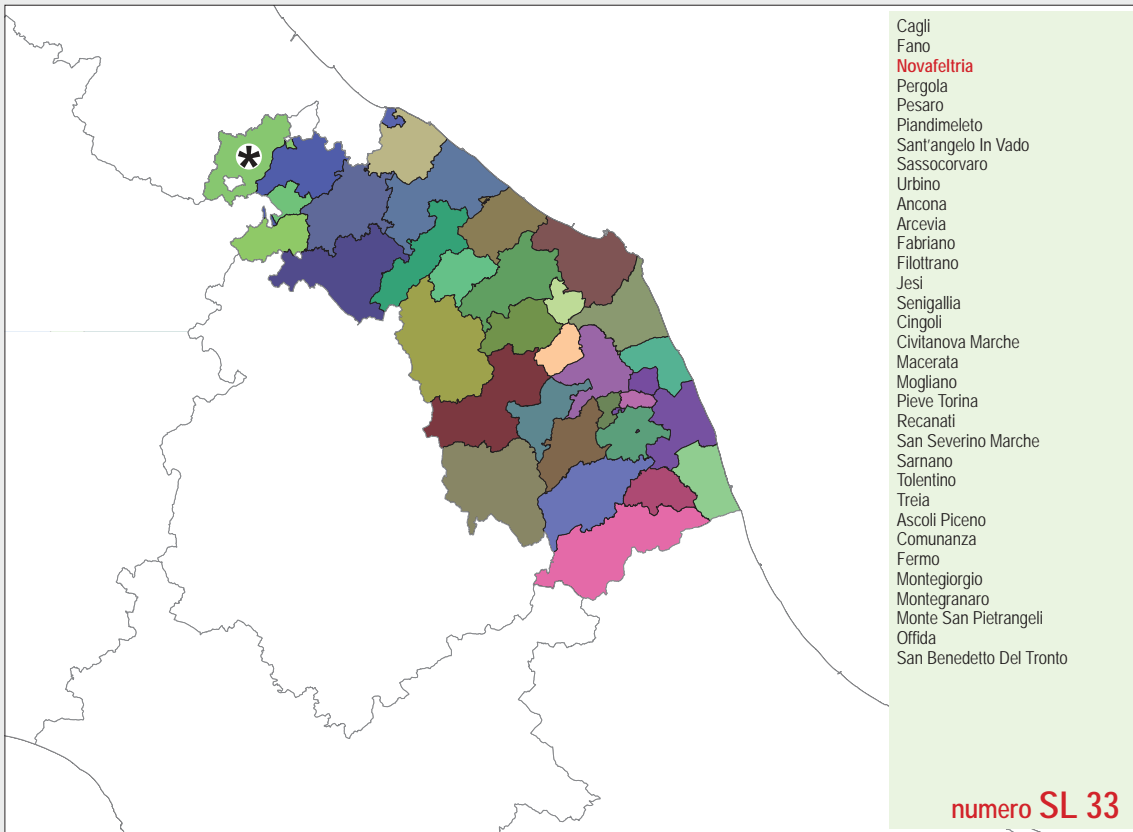 *
Cagli
Fano
Novafeltria
Pergola
Pesaro
Piandimeleto
Sant'angelo In Vado
Sassocorvaro
Urbino
Ancona
Arcevia
Fabriano
Filottrano
Jesi
Senigallia
Cingoli
Civitanova Marche
Macerata
Mogliano
Pieve Torina
Recanati
San Severino Marche
Sarnano
Tolentino
Treia
Ascoli Piceno
Comunanza
Fermo
Montegiorgio
Montegranaro
Monte San Pietrangeli
Offida
San Benedetto Del Tronto
numero SL 33